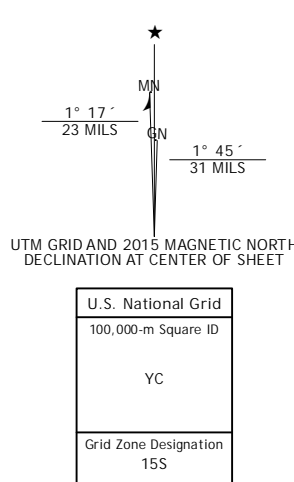 ★
MN
1° 17´
23 MILS
GN
1° 45´
31 MILS
UTM GRID AND 2015 MAGNETIC NORTH
DECLINATION AT CENTER OF SHEET
U.S. National Grid
100,000-m Square ID
YC
Grid Zone Designation
15S